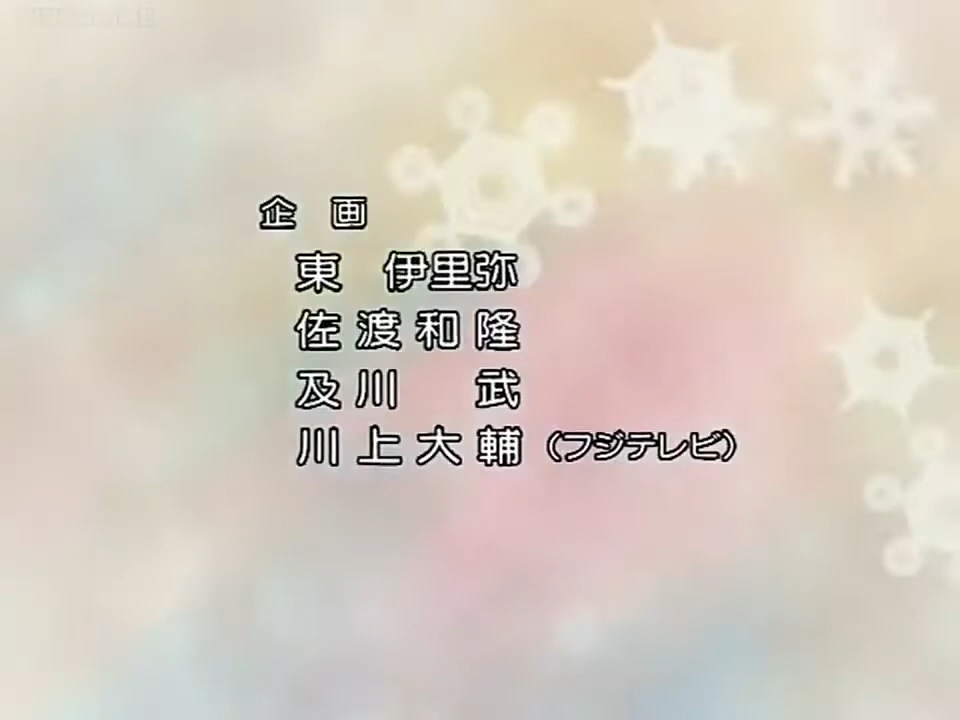 企　画
東　伊里弥
佐渡和隆
及川　武
川上大輔（フジテレビ）